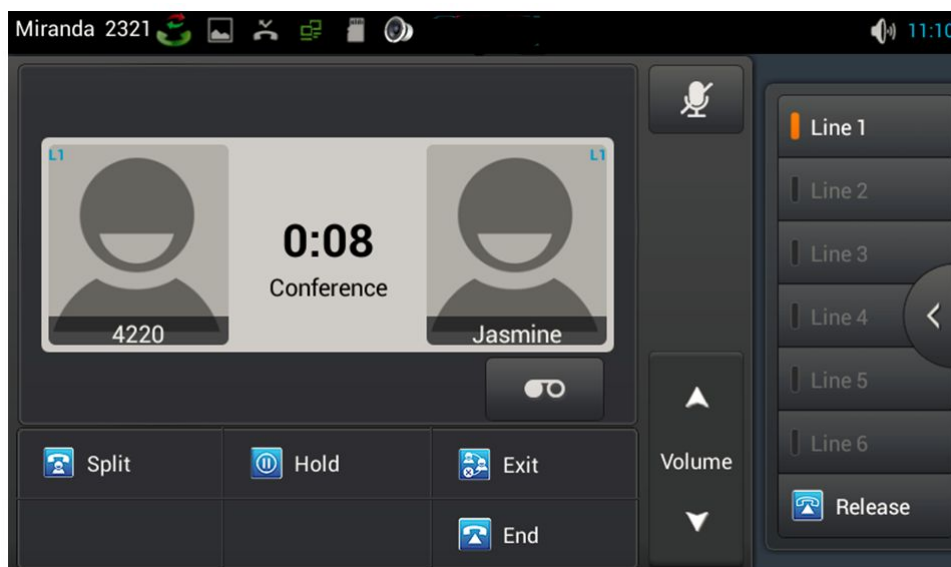 Miranda 2321
11:10
L1
L1
0:08
Conference
4220
Jasmine
Split
Hold
Exit
End
Volume
Line 1
Line 2
Line 3
Line 4
Line 5
Line 6
Release